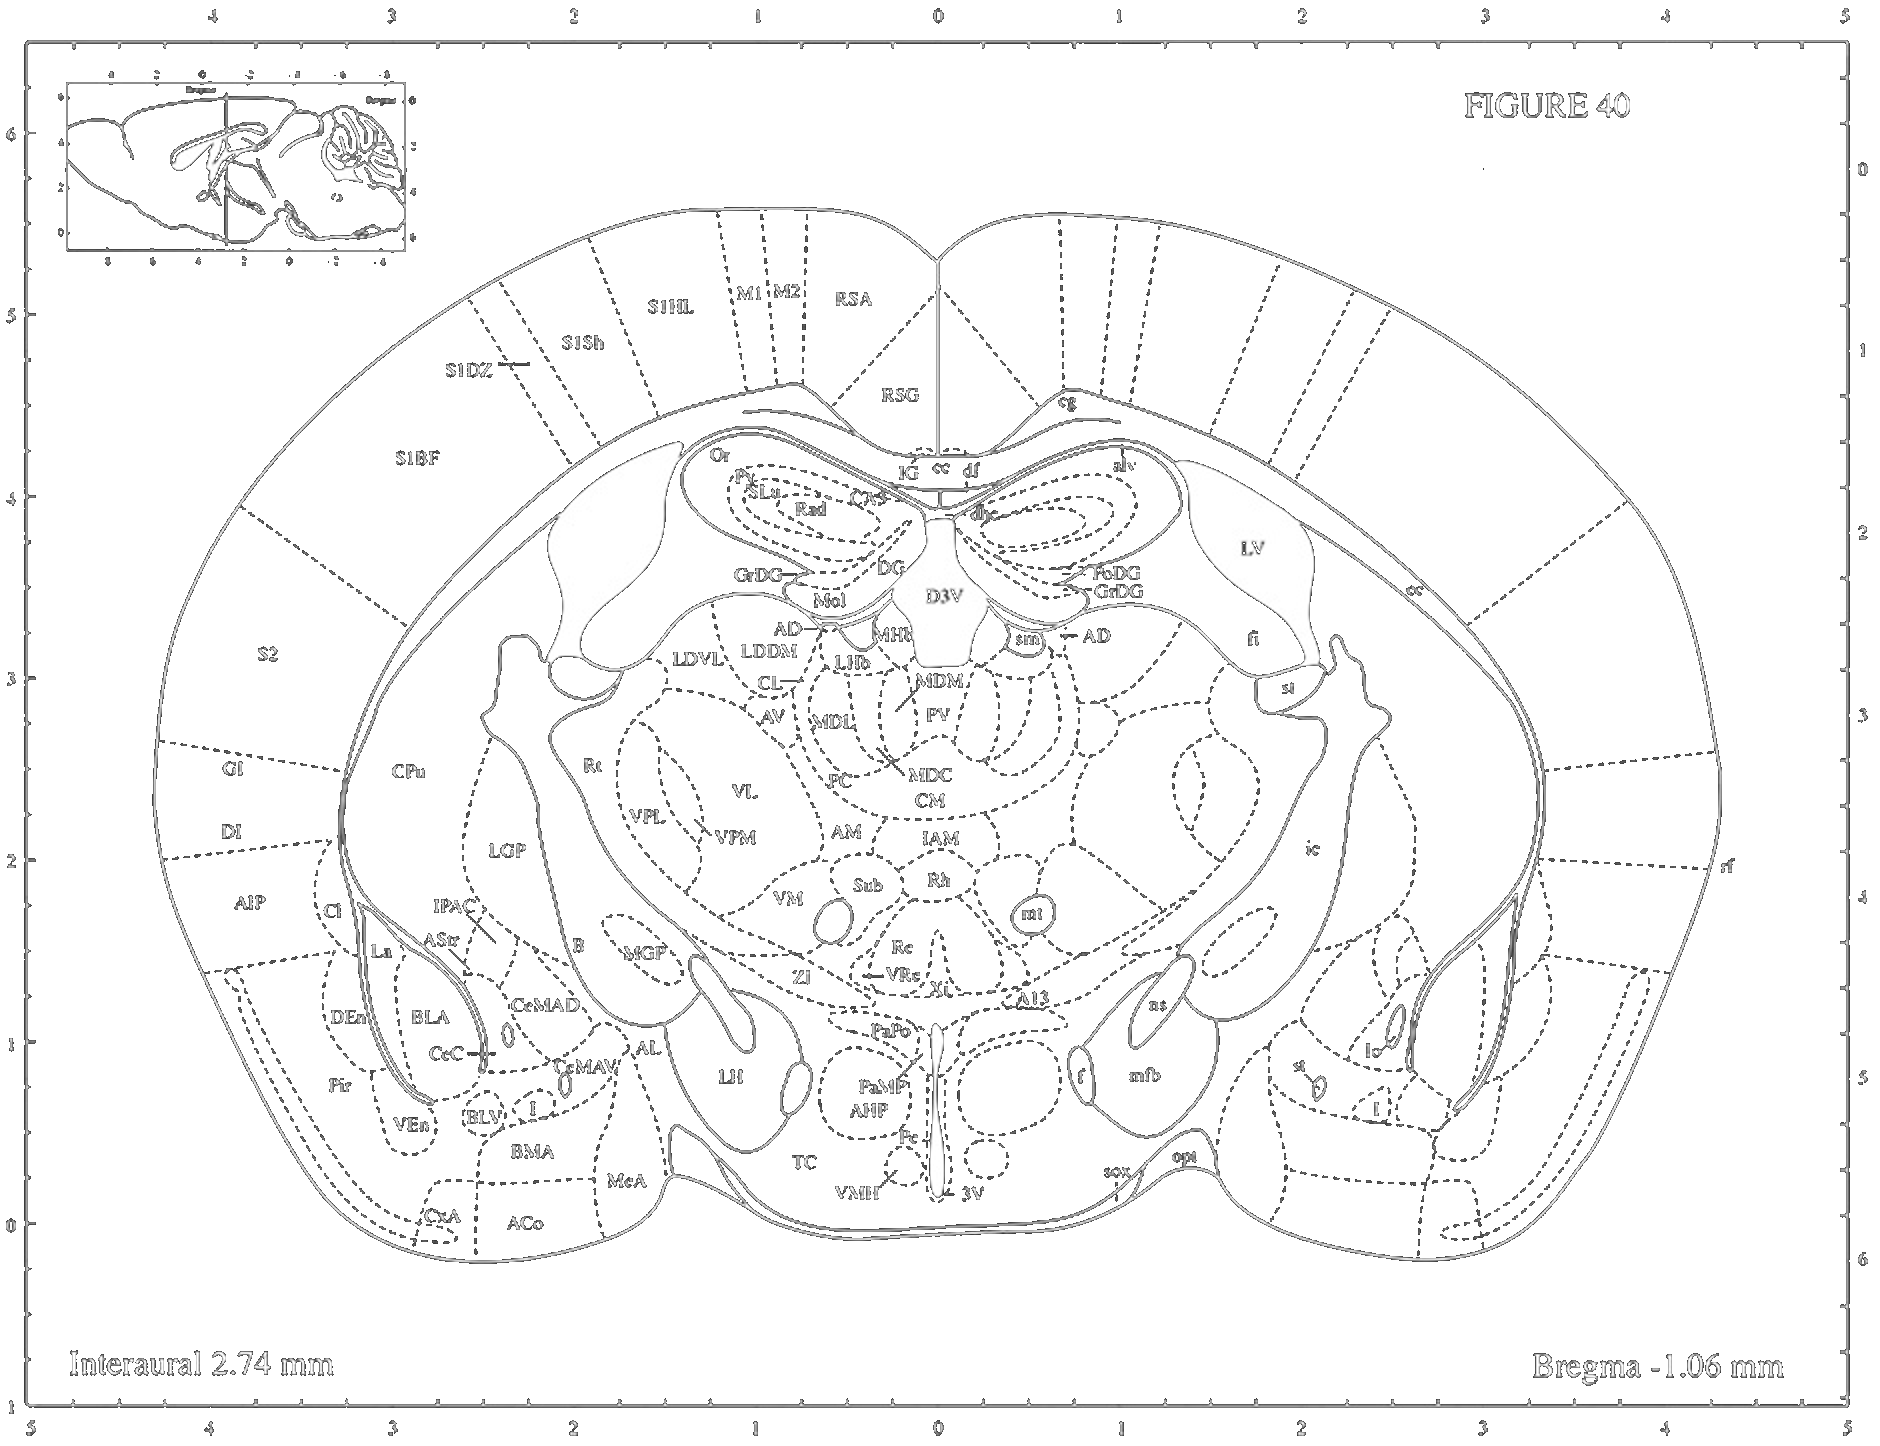 4 3 2 1 0 1 2 3 4 5
FIGURE 40
Bregma
6
5
4
3
2
1
0
1
0
1
2
3
4
5
6
M1 M2 RSA
S1HL
S1Sh
S1DZ
RSG
cg
S1BF
Or
IG cc df
alv
Py
SLu
Rad
CA3
dhc
LV
GrDG
DG
PoDG
GrDG
cc
Mol
D3V
AD
MHb
sm
AD
fi
S2
LDVL
LDDM
LHb
CL
MDM
st
AV
MDL
PV
GI
CPu
Rt
PC
MDC
VL
CM
DI
VPL
VPM
AM
IAM
LGP
ic
rf
Sub
Rh
AIP
Cl
IPAC
VM
mt
AStr
La
B
MGP
Re
ZI
VRe
Xi
A13
CeMAD
ns
DEn
BLA
PaPo
CeC
AL
lo
CeMAV
LH
f
mfb
st
Pir
PaMP
AHP
VEn
BLV
I
I
Pe
BMA
TC
sox
opt
MeA
VMH
3V
CxA
ACo
Interaural 2.74 mm
Bregma -1.06 mm
5 4 3 2 1 0 1 2 3 4 5